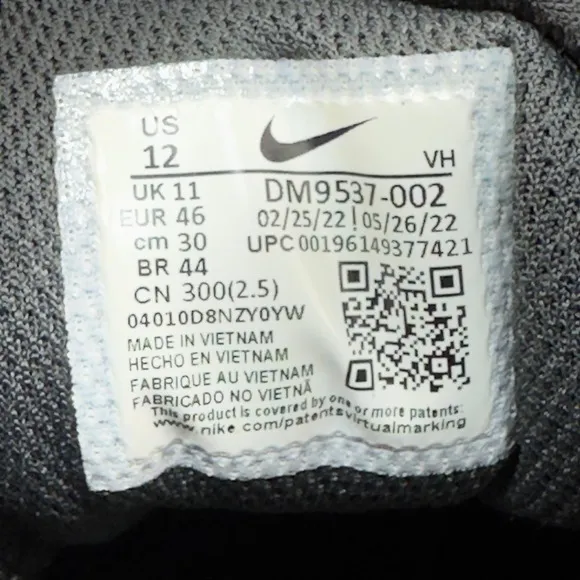 US
12
VH
UK 11
DM9537-002
EUR 46
02/25/22 | 05/26/22
cm 30
UPC 00196149377421
BR 44
CN 300(2.5)
04010D8NZY0YW
MADE IN VIETNAM
HECHO EN VIETNAM
FABRIQUE AU VIETNAM
FABRICADO NO VIETNÃ
This product is covered by one or more patents:
www.nike com/patentsvirtualmarking